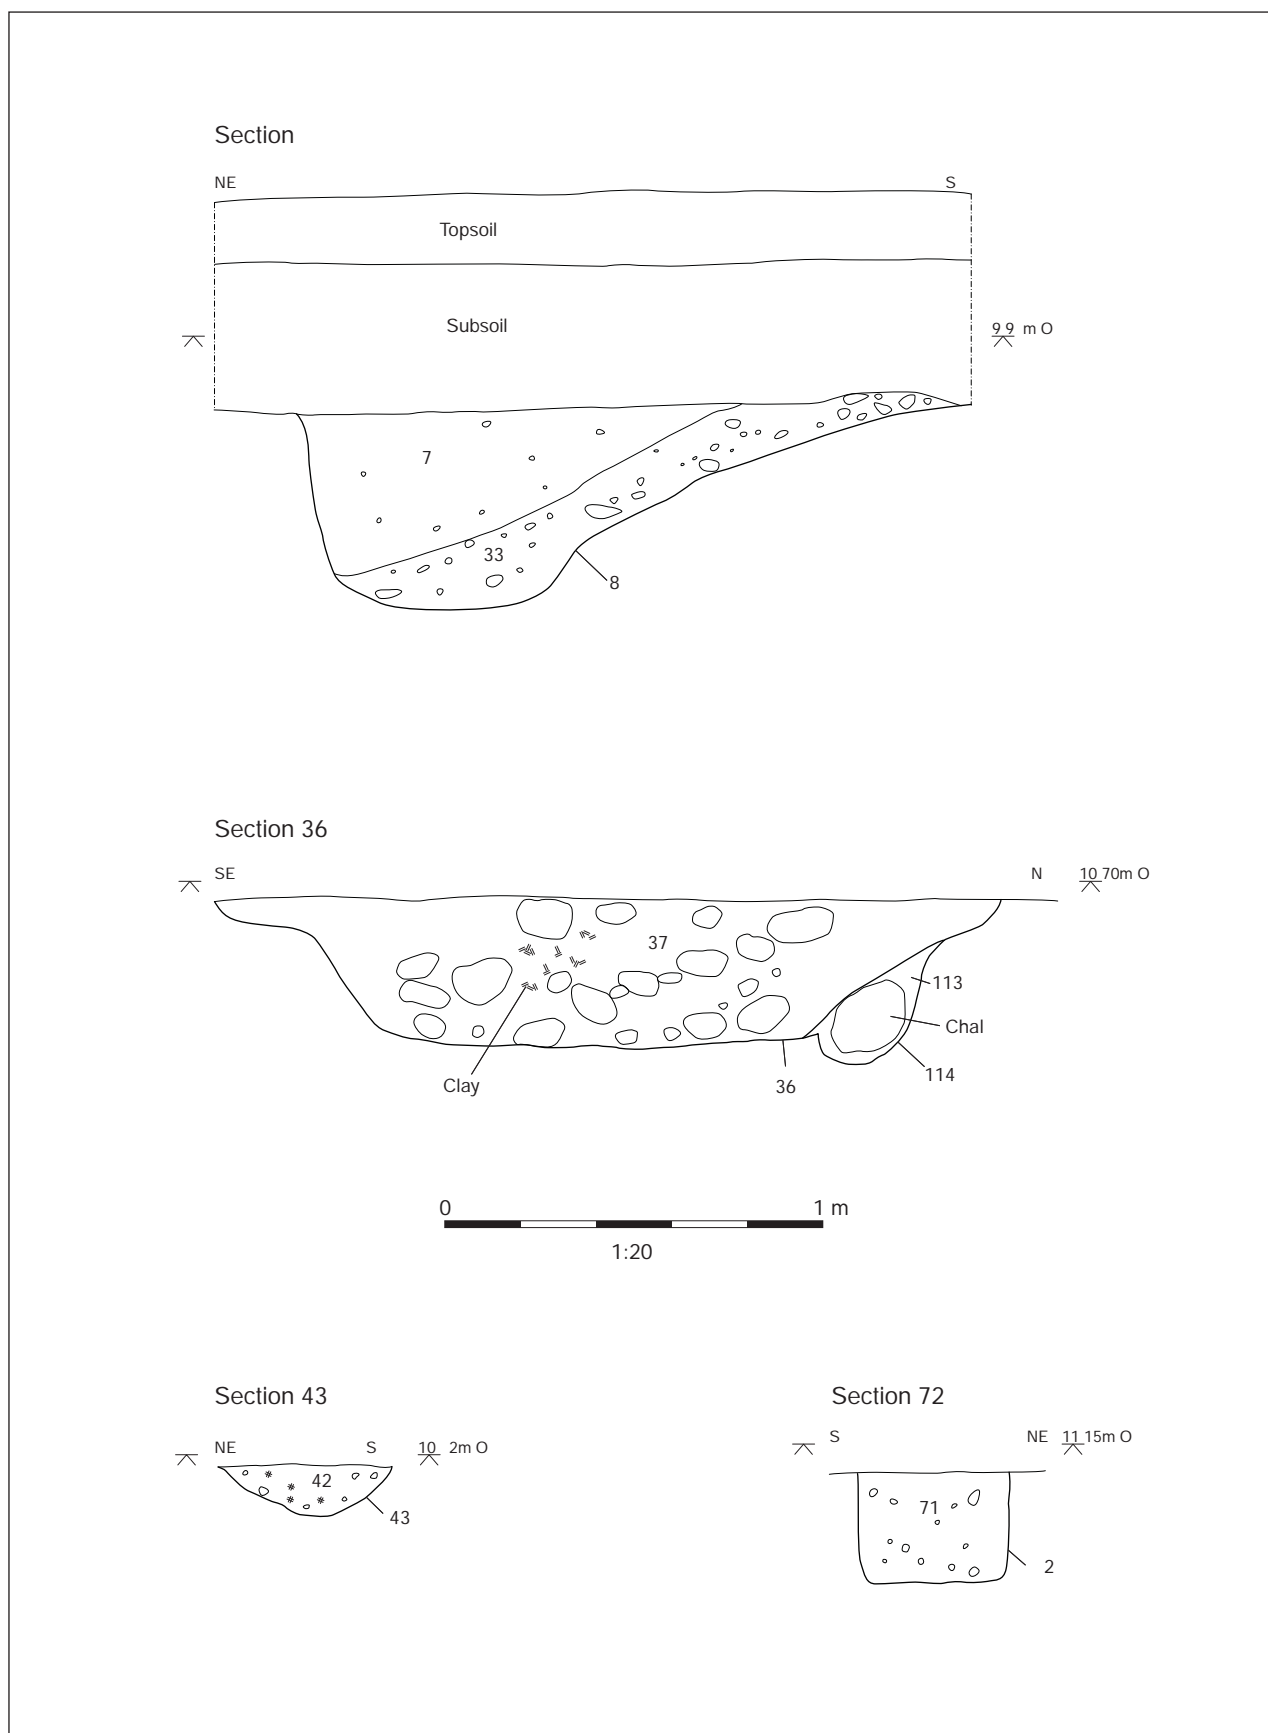 Section
NE S
Topsoil
Subsoil
9 9 m O
7
33
8
Section 36
SE N 10 70m O
37
113
Chal
114
Clay
36
0 1 m
1:20
Section 43
NE S 10 2m O
42
43
Section 72
S NE 11 15m O
71
2